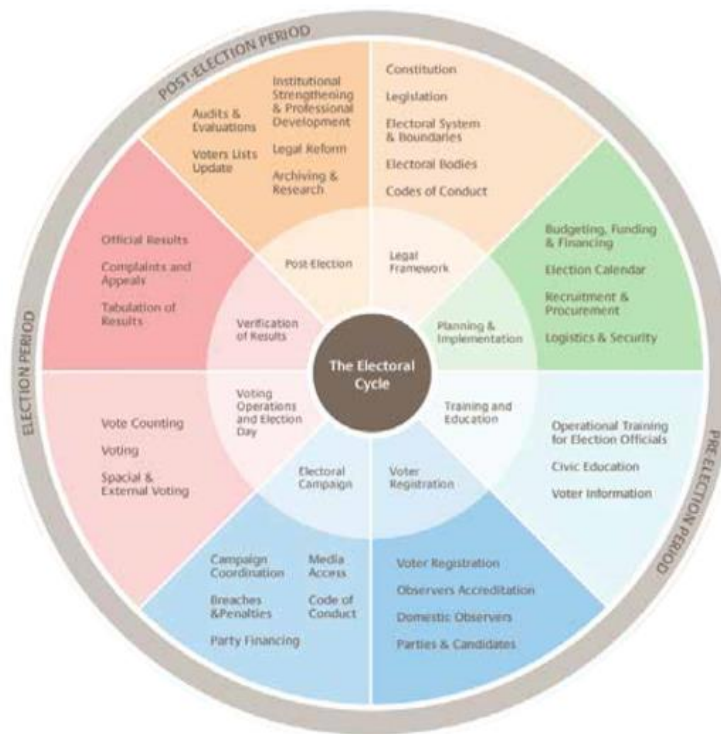 POST-ELECTION PERIOD
Audits &
Evaluations
Voters Lists
Update
Institutional
Strengthening
& Professional
Development
Legal Reform
Archiving &
Research
Post-Election
Constitution
Legislation
Electoral System
& Boundaries
Electoral Bodies
Codes of Conduct
Legal
Framework
Budgeting, Funding
& Financing
Election Calendar
Recruitment &
Procurement
Logistics & Security
Planning &
Implementation
PRE-ELECTION PERIOD
Operational Training
for Election Officials
Civic Education
Voter Information
Training and
Education
Voter
Registration
Voter Registration
Observers Accreditation
Domestic Observers
Parties & Candidates
Electoral
Campaign
Campaign
Coordination
Breaches
&Penalties
Party Financing
Media
Access
Code of
Conduct
ELECTION PERIOD
Voting
Operations
and Election
Day
Vote Counting
Voting
Spacial &
External Voting
Verification
of Results
Official Results
Complaints and
Appeals
Tabulation of
Results
The Electoral
Cycle